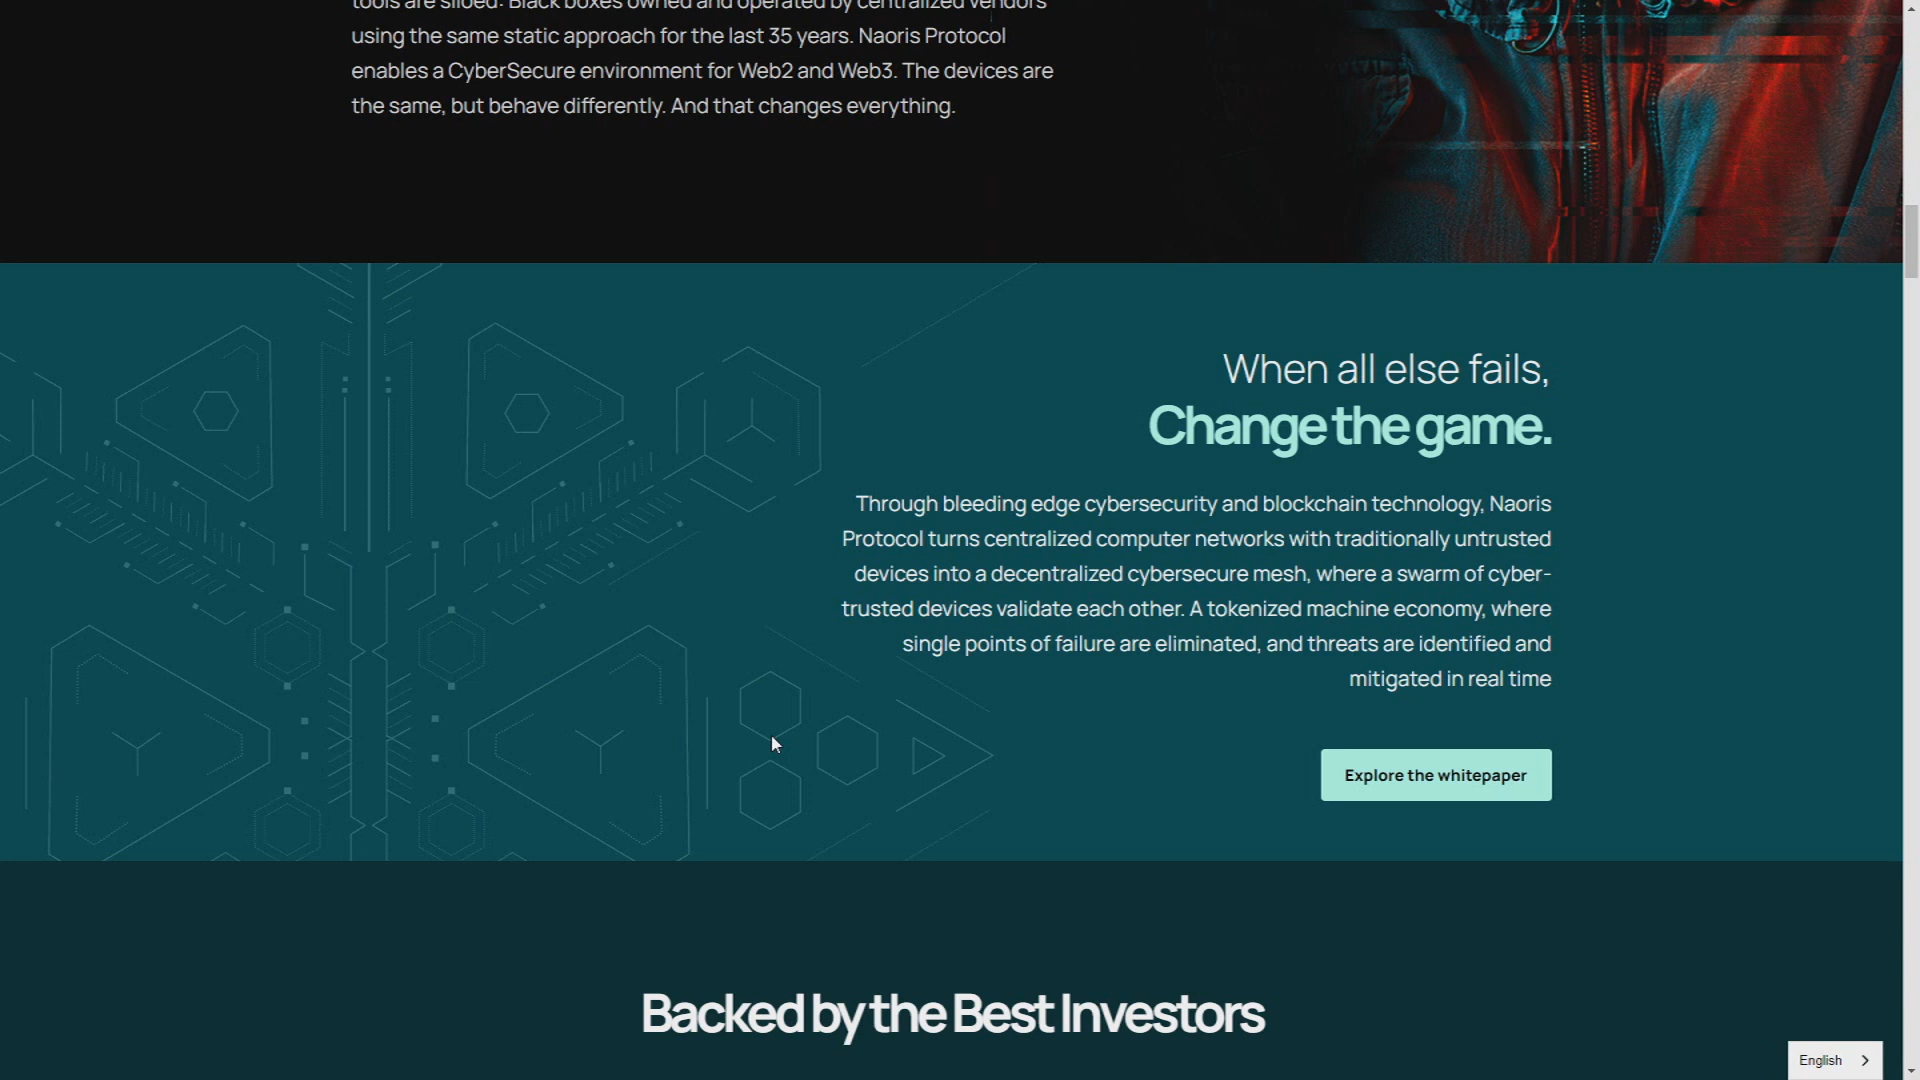 tools are siloed: Black boxes owned and operated by centralized vendors
using the same static approach for the last 35 years. Naoris Protocol
enables a CyberSecure environment for Web2 and Web3. The devices are
the same, but behave differently. And that changes everything.
When all else fails,
Change the game.
Through bleeding edge cybersecurity and blockchain technology, Naoris
Protocol turns centralized computer networks with traditionally untrusted
devices into a decentralized cybersecure mesh, where a swarm of cyber-
trusted devices validate each other. A tokenized machine economy, where
single points of failure are eliminated, and threats are identified and
mitigated in real time
Explore the whitepaper
Backed by the Best Investors
English